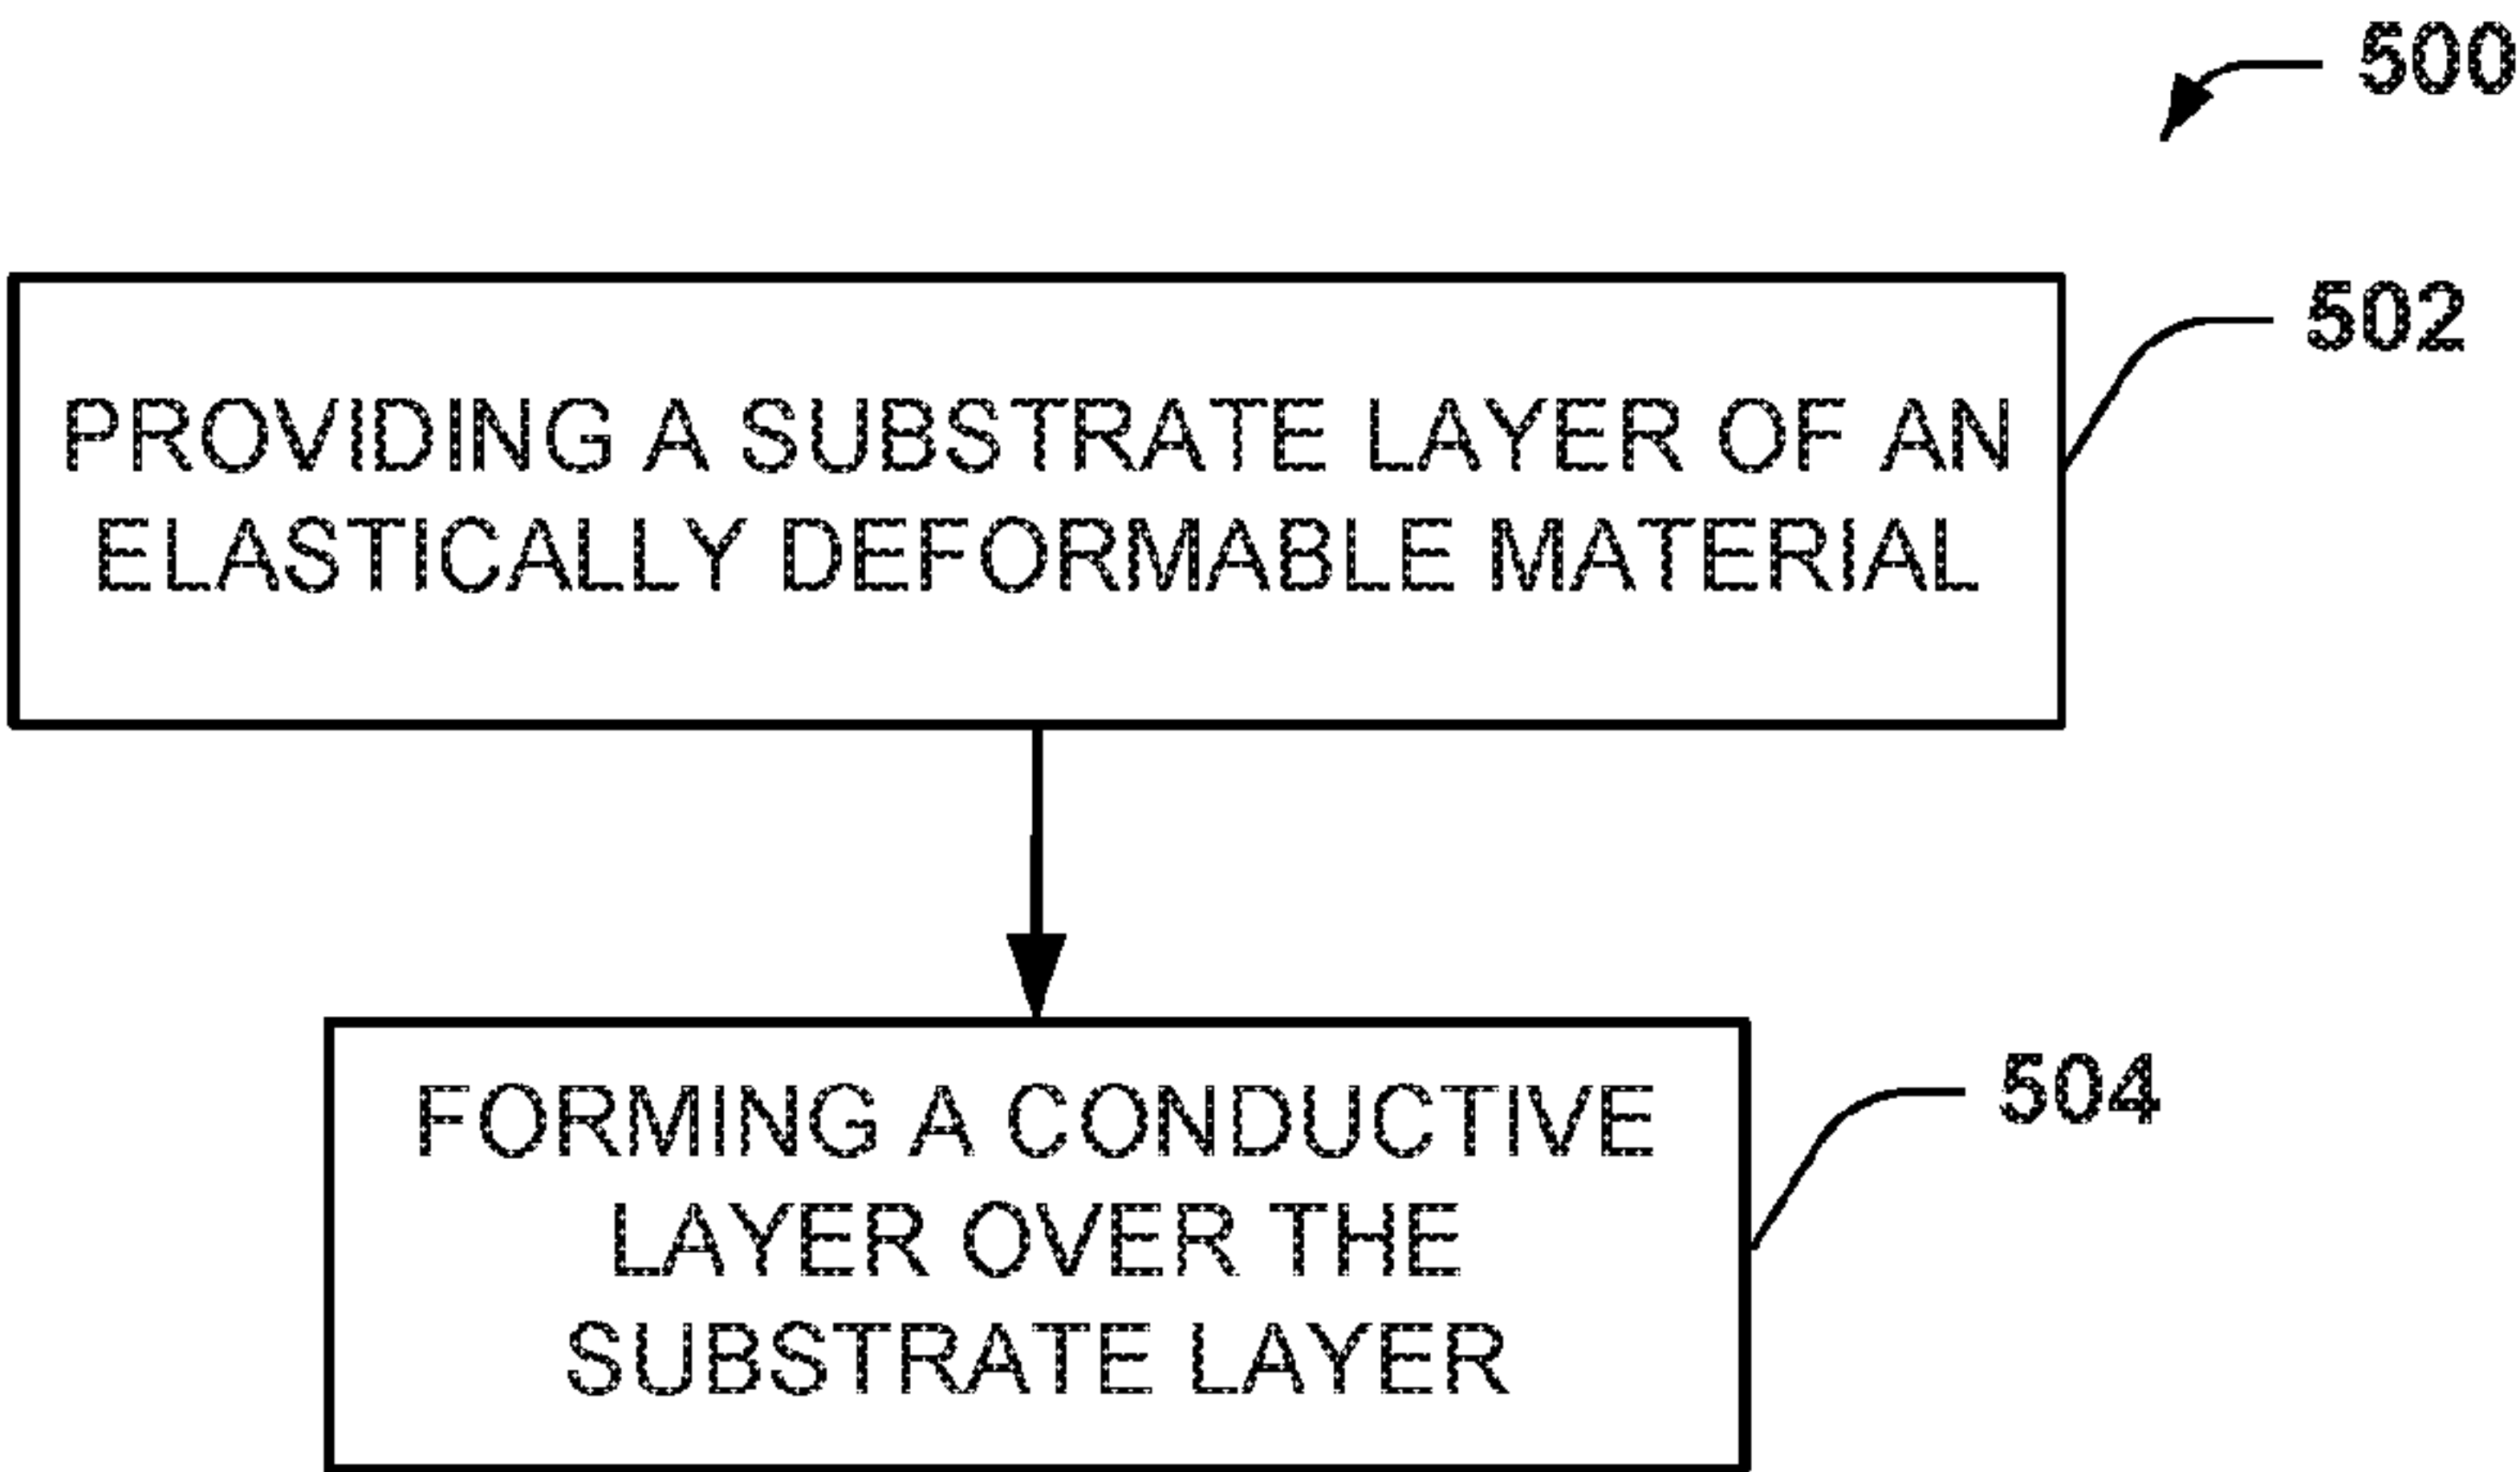 500
502
PROVIDING A SUBSTRATE LAYER OF AN
ELASTICALLY DEFORMABLE MATERIAL
504
FORMING A CONDUCTIVE
LAYER OVER THE
SUBSTRATE LAYER